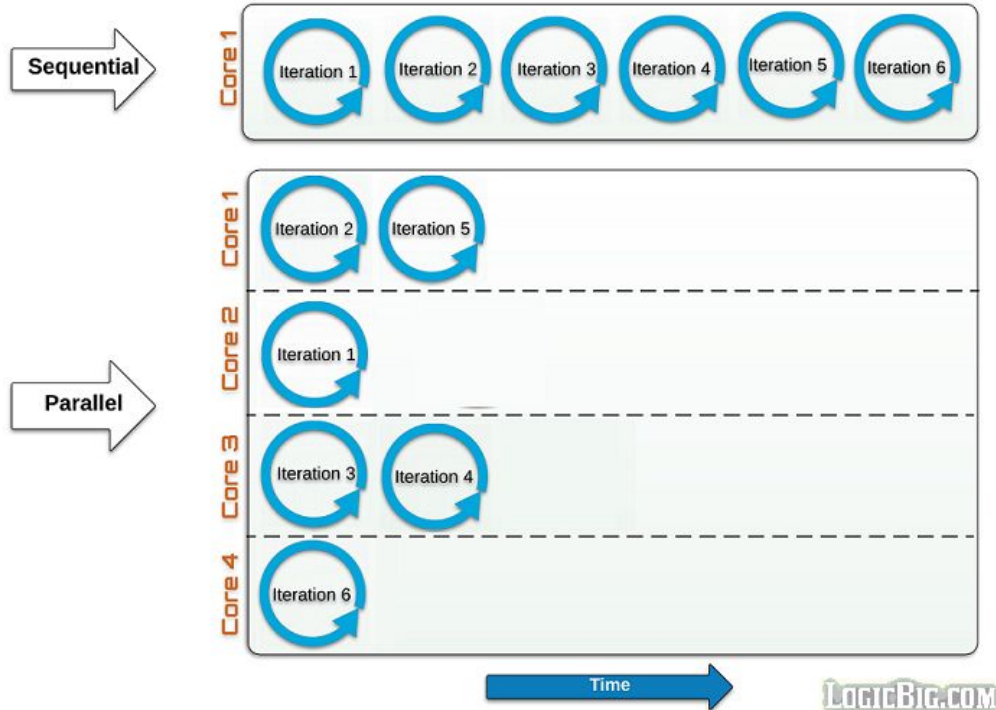 Sequential
Core 1
Iteration 1
Iteration 2
Iteration 3
Iteration 4
Iteration 5
Iteration 6
Parallel
Core 1
Iteration 2
Iteration 5
Core 2
Iteration 1
Core 3
Iteration 3
Iteration 4
Core 4
Iteration 6
Time
LOGICBIG.COM